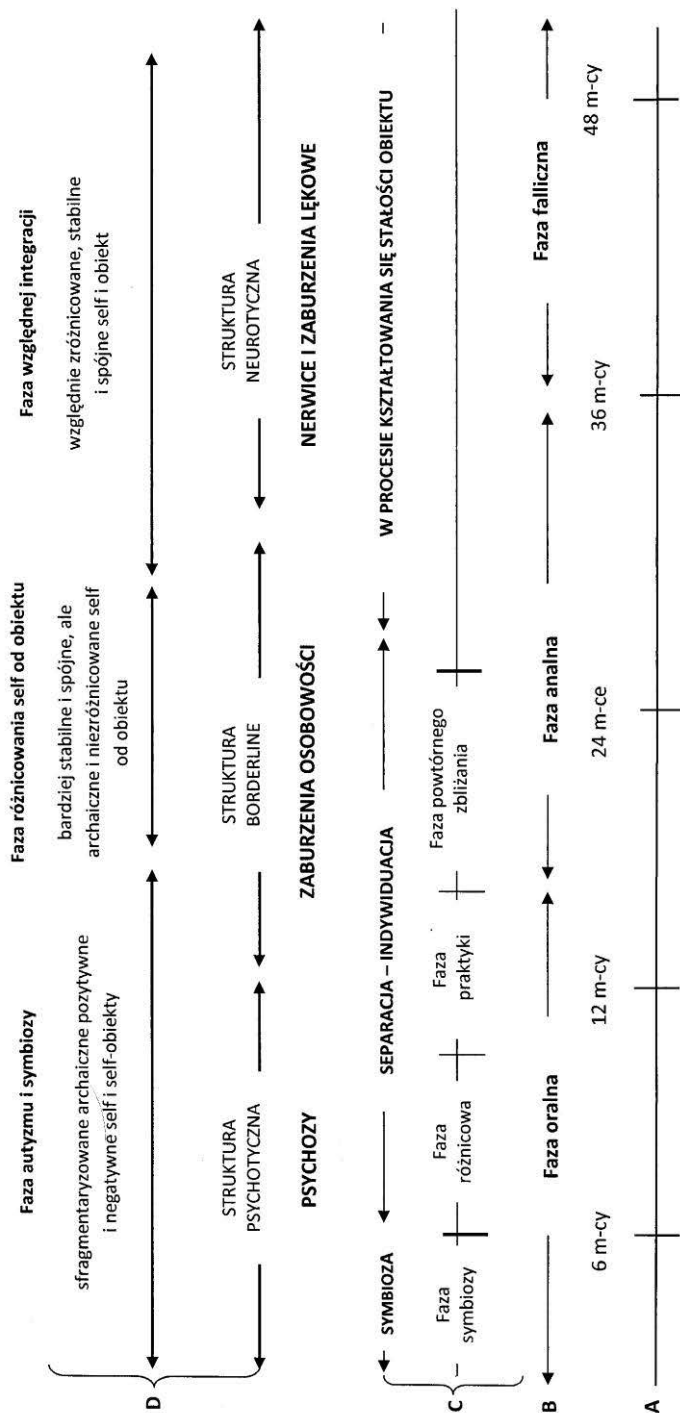 Faza autyzmu i symbiozy
Faza różnicowania self od obiektu
Faza względnej integracji
sfragmentaryzowane archaiczne pozytywne
i negatywne self i self-obiekty
bardziej stabilne i spójne, ale
archaiczne i niezróżnicowane self
od obiektu
względnie zróżnicowane, stabilne
i spójne self i obiekt
D
STRUKTURA
PSYCHOTYCZNA
STRUKTURA
BORDERLINE
STRUKTURA
NEUROTYCZNA
PSYCHOZY
ZABURZENIA OSOBOWOŚCI
NERWICE I ZABURZENIA LĘKOWE
SYMBIOZA
SEPARACJA – INDYWIDUACJA
W PROCESIE KSZTAŁTOWANIA SIĘ STAŁOŚCI OBIEKTU
C
Faza
symbiozy
Faza
różnicowa
Faza
praktyki
Faza powtórnego
zbliżania
B
Faza oralna
Faza analna
Faza falliczna
A
6 m-cy
12 m-cy
24 m-ce
36 m-cy
48 m-cy